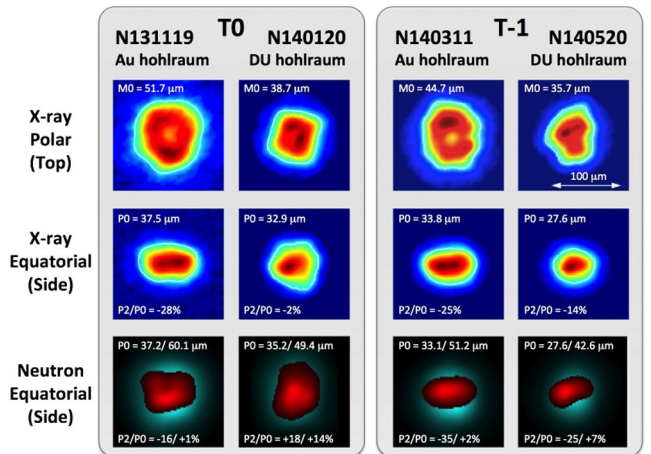 T0
T-1
N131119 N140120 N140311 N140520
Au hohlraum DU hohlraum Au hohlraum DU hohlraum
X-ray
Polar
(Top)
M0 = 51.7 μm M0 = 38.7 μm M0 = 44.7 μm M0 = 35.7 μm
100 μm
X-ray
Equatorial
(Side)
P0 = 37.5 μm P0 = 32.9 μm P0 = 33.8 μm P0 = 27.6 μm
P2/P0 = -28% P2/P0 = -2% P2/P0 = -25% P2/P0 = -14%
Neutron
Equatorial
(Side)
P0 = 37.2/ 60.1 μm P0 = 35.2/ 49.4 μm P0 = 33.1/ 51.2 μm P0 = 27.6/ 42.6 μm
P2/P0 = -16/ +1% P2/P0 = +18/ +14% P2/P0 = -35/ +2% P2/P0 = -25/ +7%